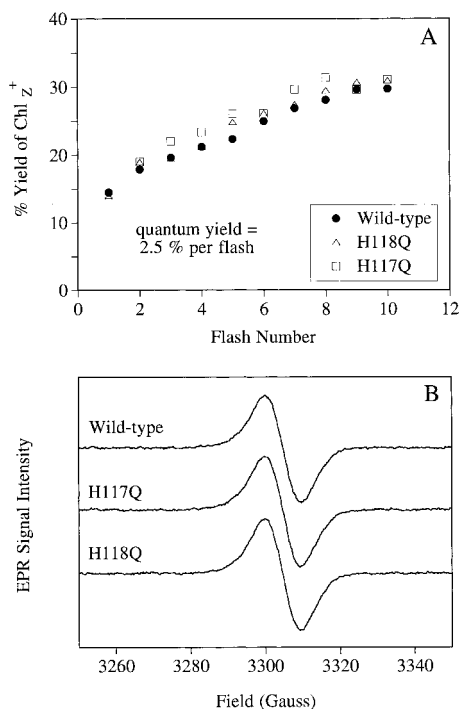 A
% Yield of Chl Z+
40
30
20
10
0
quantum yield =
2.5 % per flash
Wild-type
H118Q
H117Q
0 2 4 6 8 10 12
Flash Number
B
EPR Signal Intensity
Wild-type
H117Q
H118Q
3260 3280 3300 3320 3340
Field (Gauss)